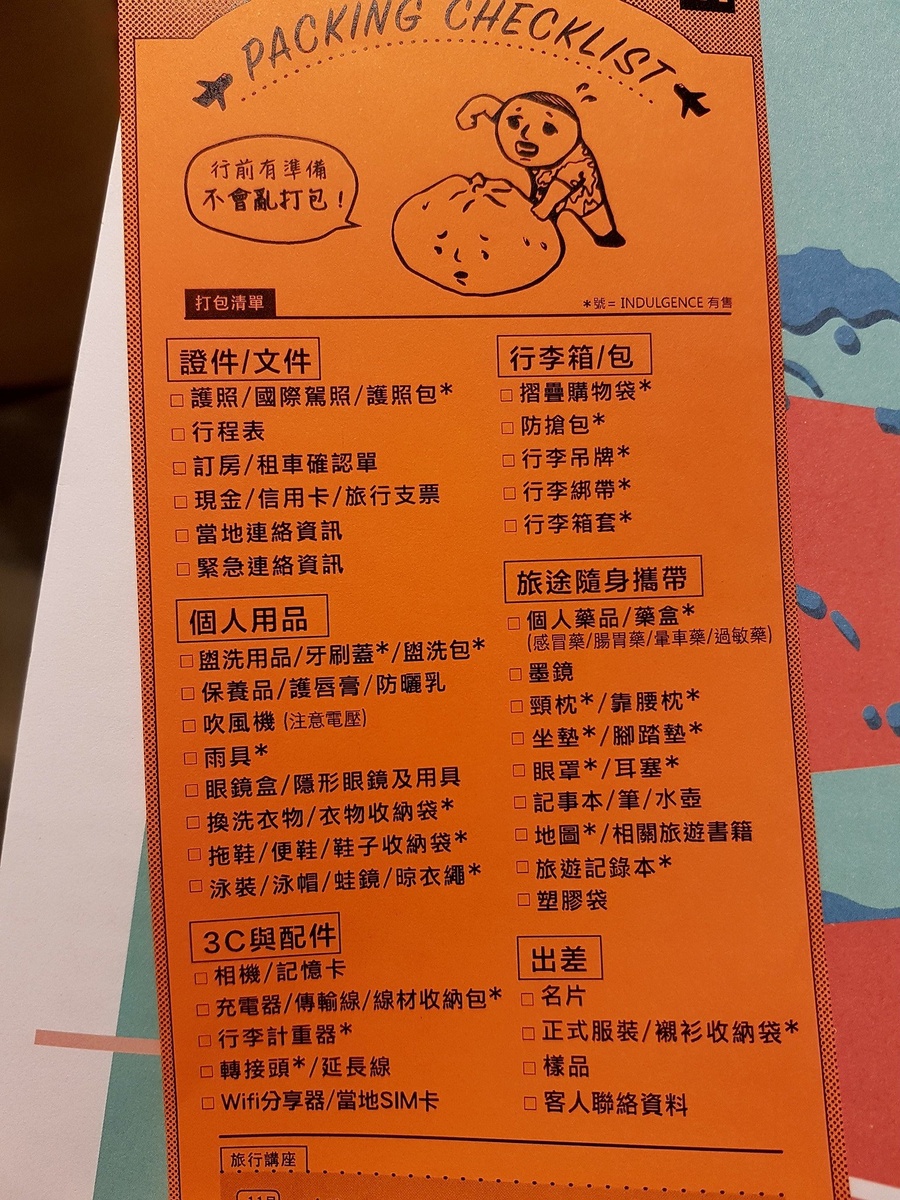 PACKING CHECKLIST
行前有準備
不會亂打包!
打包清單
*號= INDULGENCE 有售
證件/文件
□ 護照/國際駕照/護照包*
□ 行程表
□ 訂房/租車確認單
□ 現金/信用卡/旅行支票
□ 當地連絡資訊
□ 緊急連絡資訊
個人用品
□ 盥洗用品/牙刷蓋*/盥洗包*
□ 保養品/護唇膏/防曬乳
□ 吹風機 (注意電壓)
□ 雨具*
□ 眼鏡盒/隱形眼鏡及用具
□ 換洗衣物/衣物收納袋*
□ 拖鞋/便鞋/鞋子收納袋*
□ 泳裝/泳帽/蛙鏡/晾衣繩*
3C與配件
□ 相機/記憶卡
□ 充電器/傳輸線/線材收納包*
□ 行李計重器*
□ 轉接頭*/延長線
□ Wifi分享器/當地SIM卡
行李箱/包
□ 摺疊購物袋*
□ 防搶包*
□ 行李吊牌*
□ 行李綁帶*
□ 行李箱套*
旅途隨身攜帶
□ 個人藥品/藥盒*
(感冒藥/腸胃藥/暈車藥/過敏藥)
□ 墨鏡
□ 頸枕*/靠腰枕*
□ 坐墊*/腳踏墊*
□ 眼罩*/耳塞*
□ 記事本/筆/水壺
□ 地圖*/相關旅遊書籍
□ 旅遊記錄本*
□ 塑膠袋
出差
□ 名片
□ 正式服裝/襯衫收納袋*
□ 樣品
□ 客人聯絡資料
旅行講座
11月